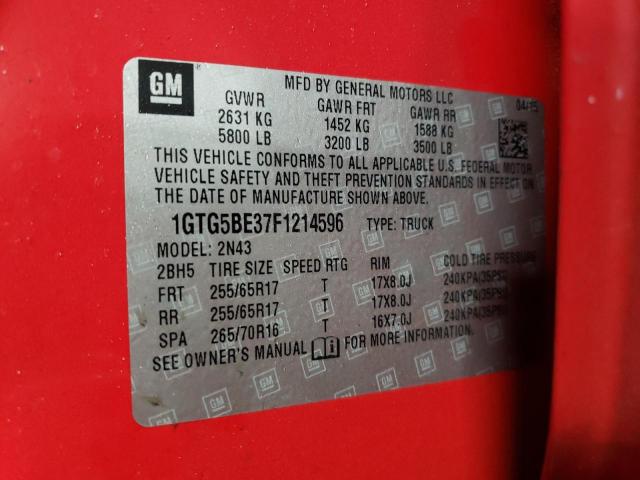 GM
MFD BY GENERAL MOTORS LLC
04/15
GVWR GAWR FRT GAWR RR
2631 KG 1452 KG 1588 KG
5800 LB 3200 LB 3500 LB
THIS VEHICLE CONFORMS TO ALL APPLICABLE U.S. FEDERAL MOTOR
VEHICLE SAFETY AND THEFT PREVENTION STANDARDS IN EFFECT ON
THE DATE OF MANUFACTURE SHOWN ABOVE.
1GTG5BE37F1214596 TYPE: TRUCK
MODEL: 2N43
2BH5 TIRE SIZE SPEED RTG RIM COLD TIRE PRESSURE
FRT 255/65R17 T 17X8.0J 240KPA(35PSI)
RR 255/65R17 T 17X8.0J 240KPA(35PSI)
SPA 265/70R16 T 16X7.0J 240KPA(35PSI)
SEE OWNER'S MANUAL FOR MORE INFORMATION.